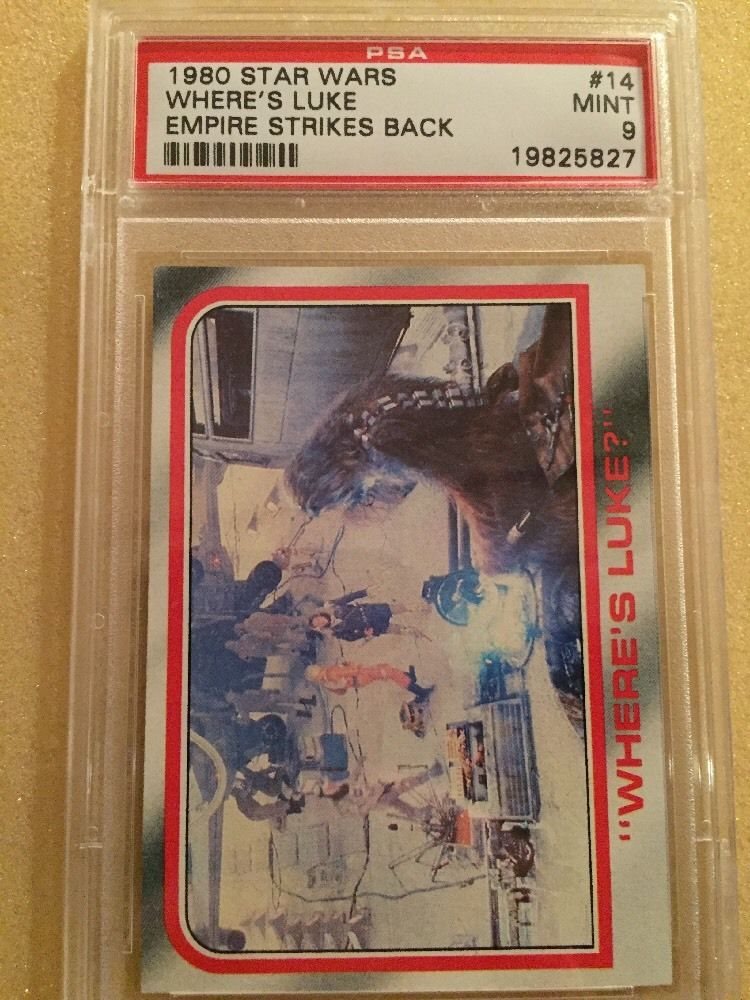 PSA
1980 STAR WARS #14
WHERE'S LUKE MINT
EMPIRE STRIKES BACK 9
19825827
"WHERE'S LUKE?"